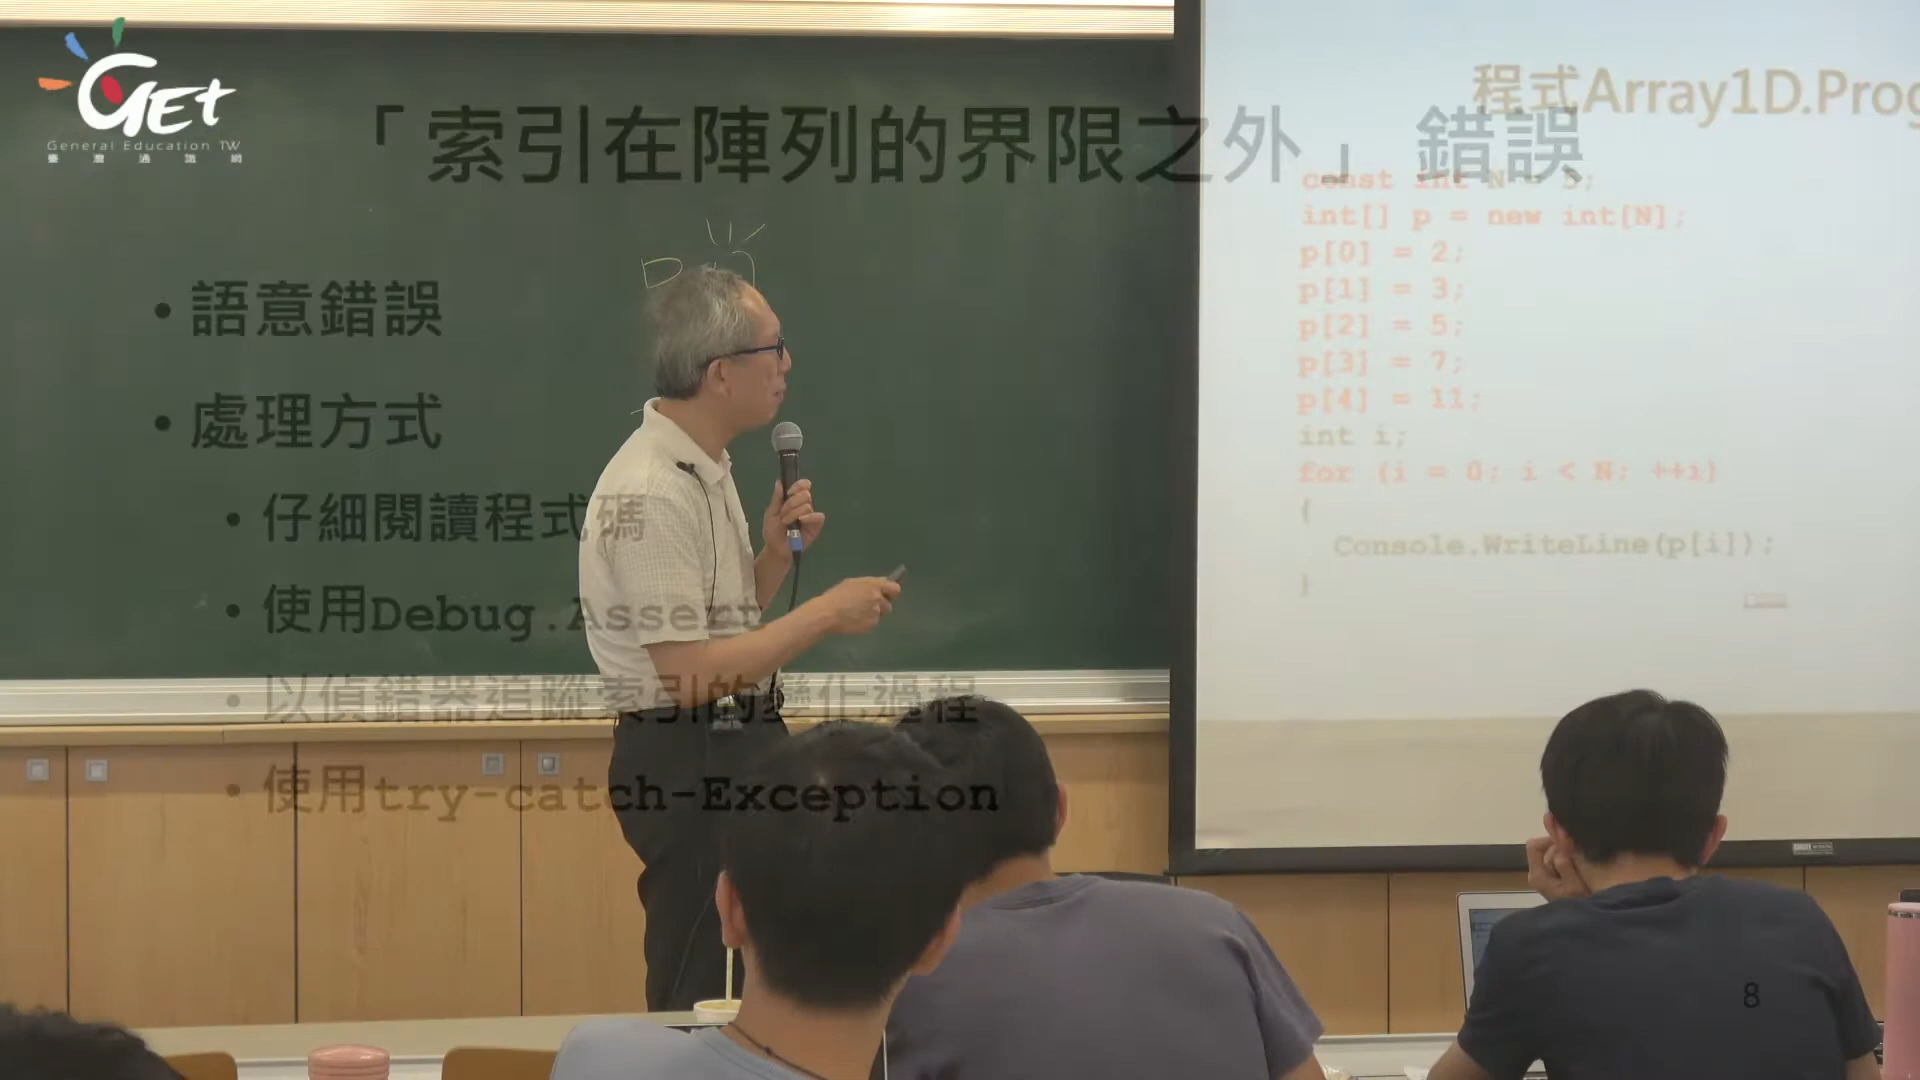 GET
General Education TW
臺灣通識網
「索引在陣列的界限之外」錯誤
• 語意錯誤
• 處理方式
• 仔細閱讀程式碼
• 使用Debug.Assert
• 以偵錯器追蹤索引的變化過程
• 使用try-catch-Exception
8
程式Array1D.Prog
const int N = 5;
int[] p = new int[N];
p[0] = 2;
p[1] = 3;
p[2] = 5;
p[3] = 7;
p[4] = 11;
int i;
for (i = 0; i < N; ++i)
{
Console.WriteLine(p[i]);
}